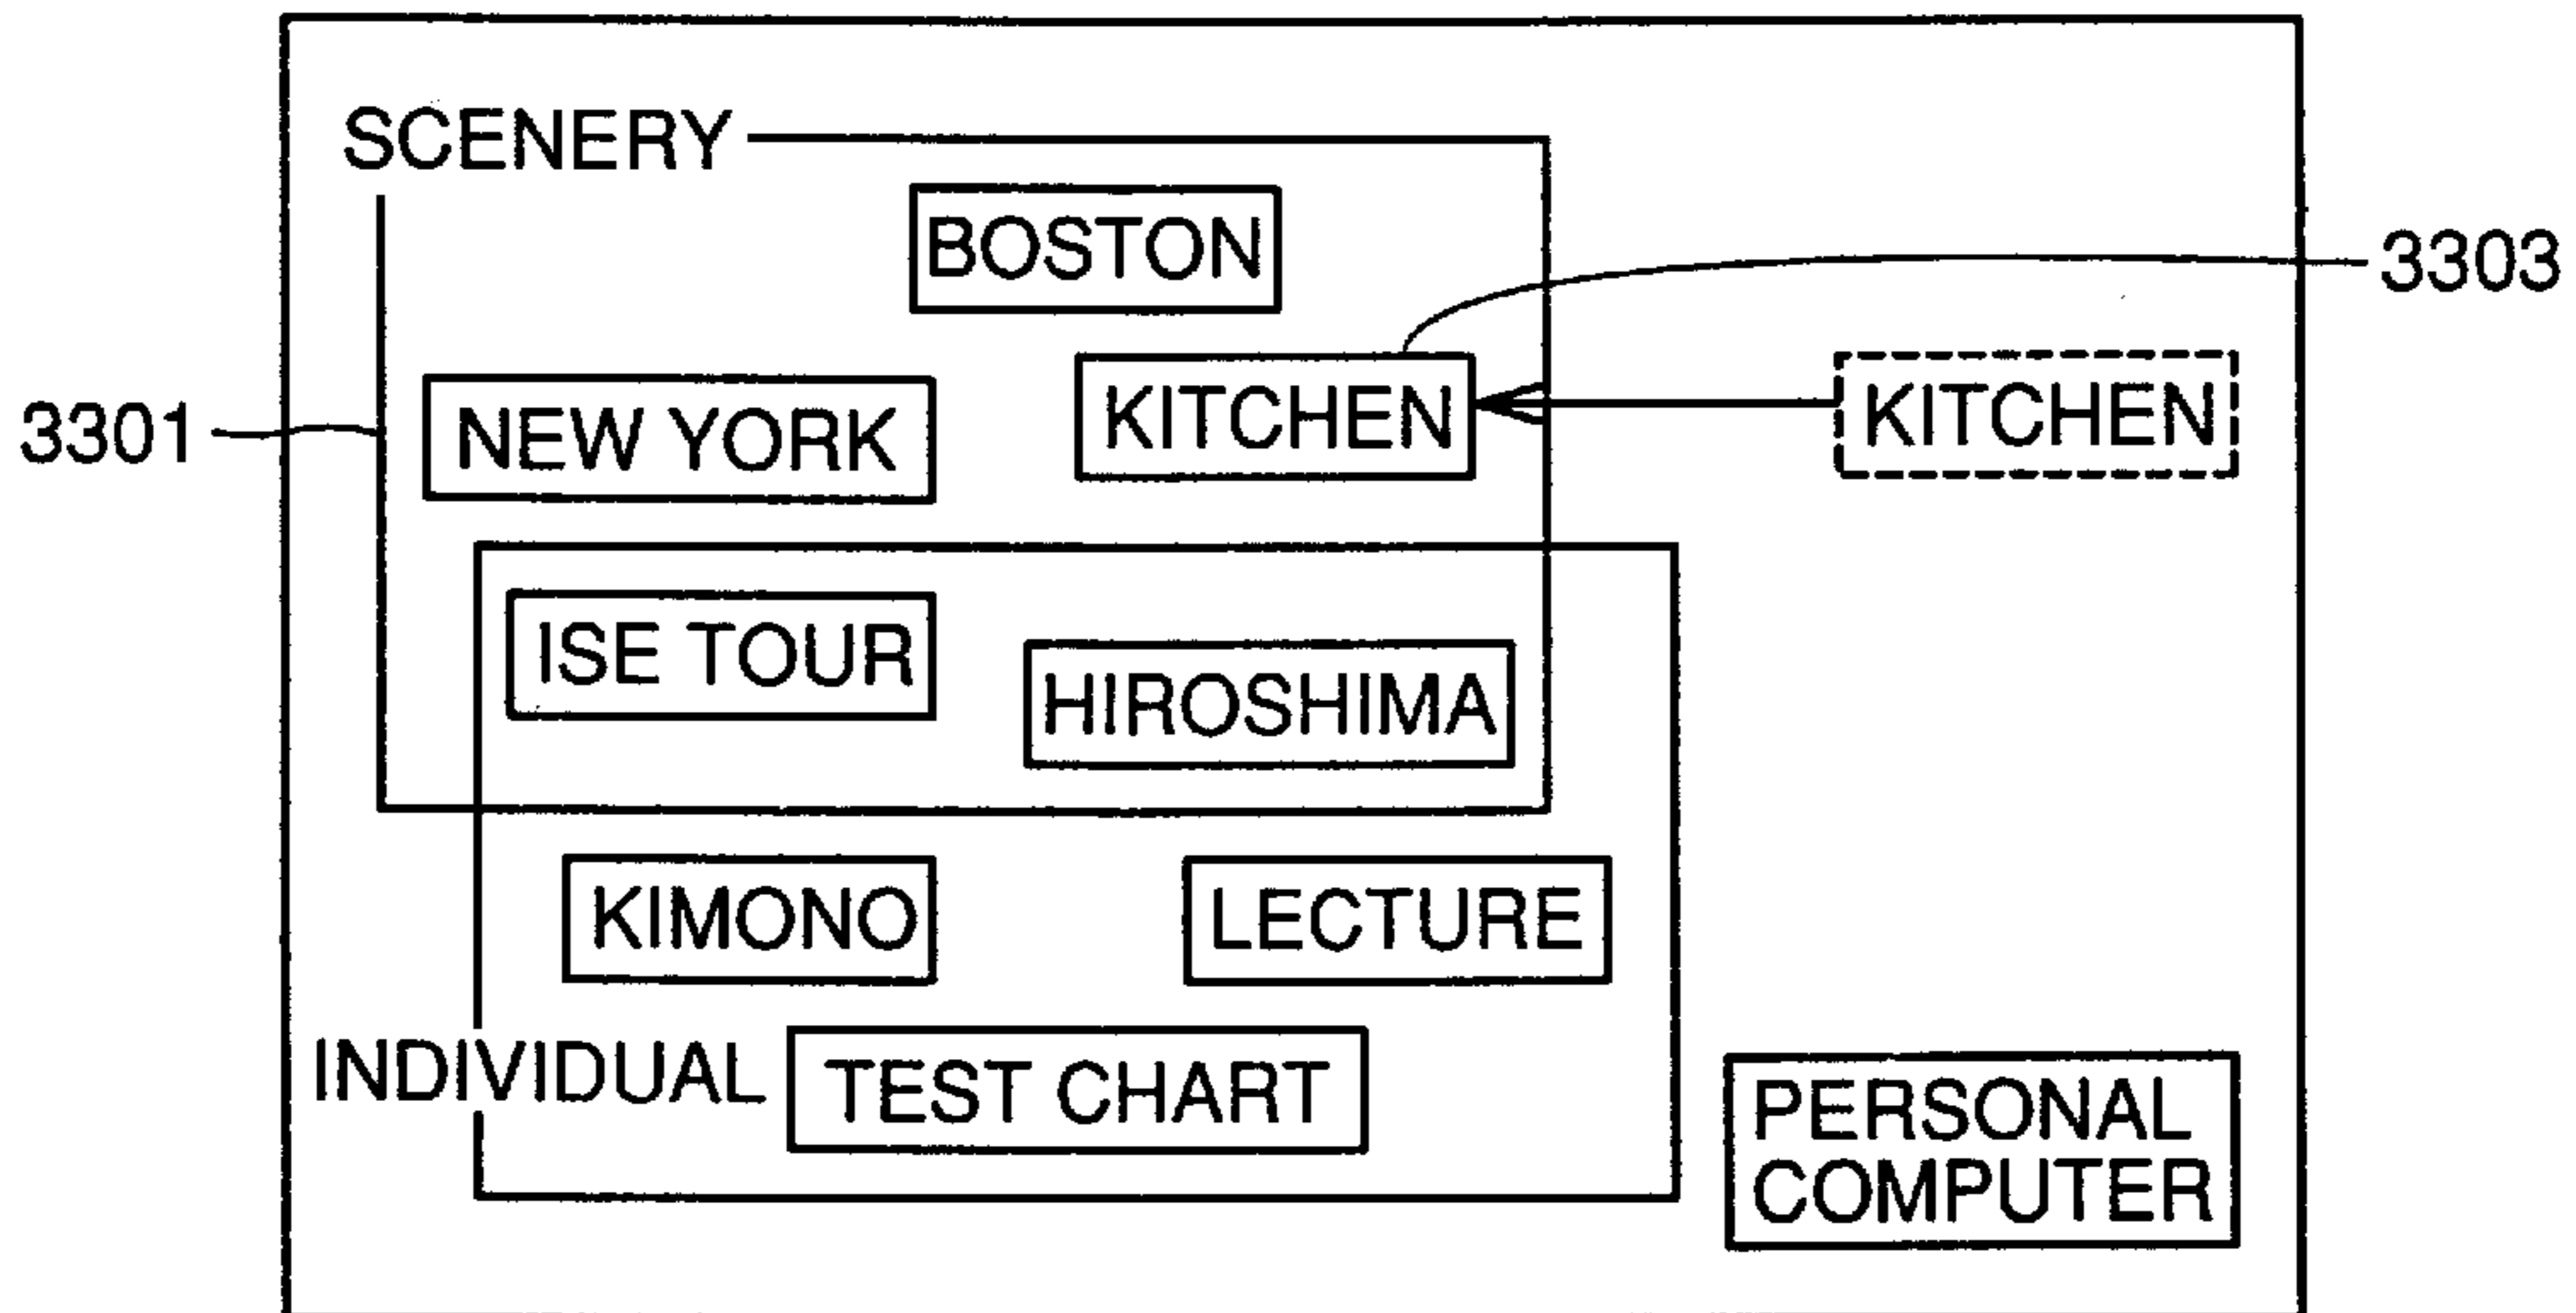 SCENERY
BOSTON
3303
KITCHEN
KITCHEN
NEW YORK
3301
ISE TOUR
HIROSHIMA
KIMONO
LECTURE
INDIVIDUAL
TEST CHART
PERSONAL
COMPUTER